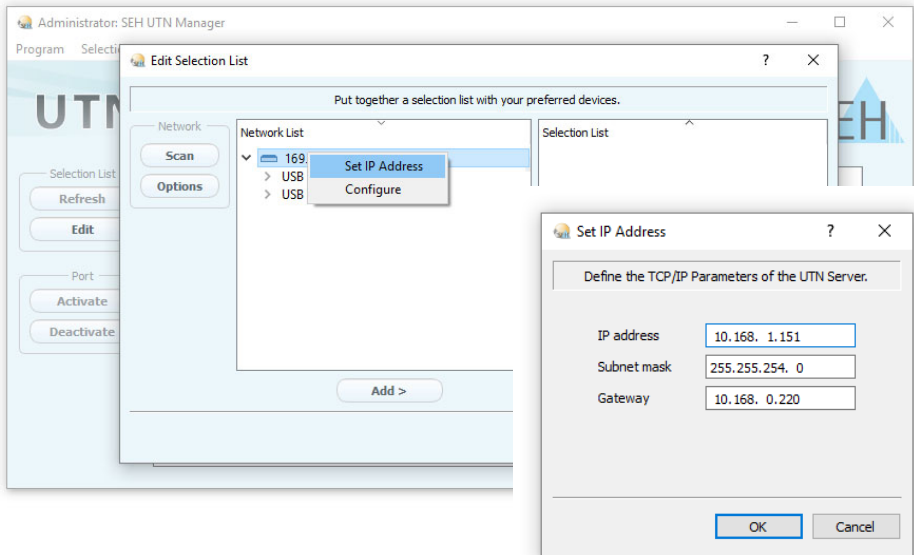 Administrator: SEH UTN Manager
Program Selecti
UTN
SEH
Selection List
Refresh
Edit
Port
Activate
Deactivate
Edit Selection List
Put together a selection list with your preferred devices.
Network
Scan
Options
Network List
169.
USB
USB
Set IP Address
Configure
Selection List
Add >
Set IP Address
Define the TCP/IP Parameters of the UTN Server.
IP address 10.168. 1.151
Subnet mask 255.255.254. 0
Gateway 10.168. 0.220
OK Cancel